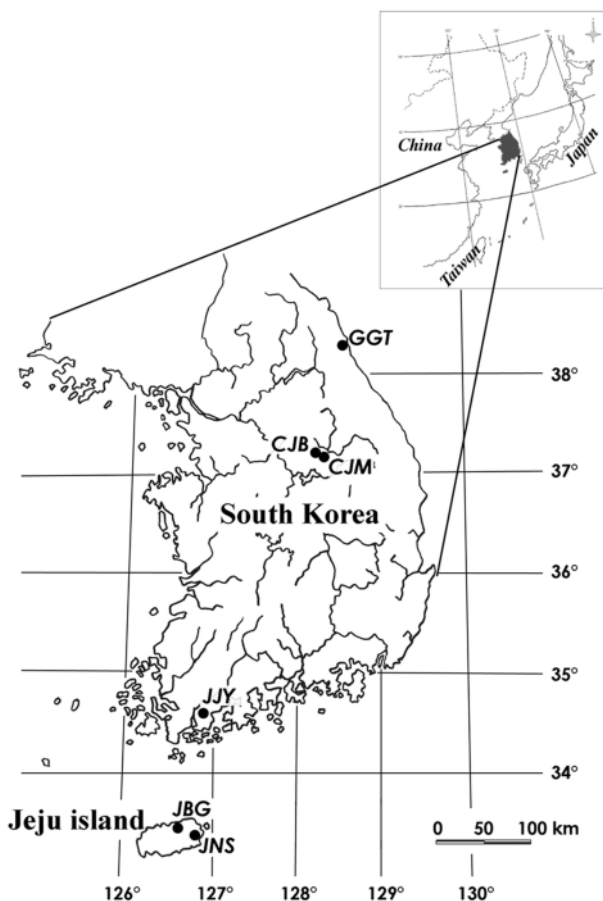 China
Japan
Taiwan
GGT
38°
CJB
CJM
37°
South Korea
36°
35°
JJY
34°
JBG
Jeju island
JNS
0 50 100 km
126° 127° 128° 129° 130°